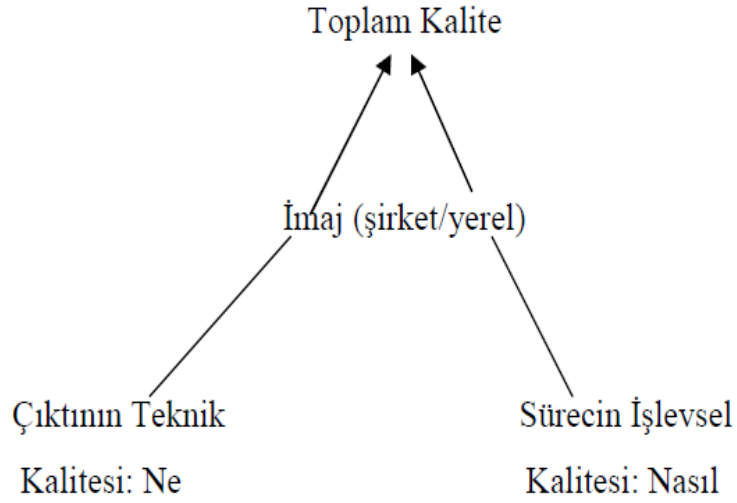 Toplam Kalite
İmaj (şirket/yerel)
Çıktının Teknik
Kalitesi: Ne
Sürecin İşlevsel
Kalitesi: Nasıl